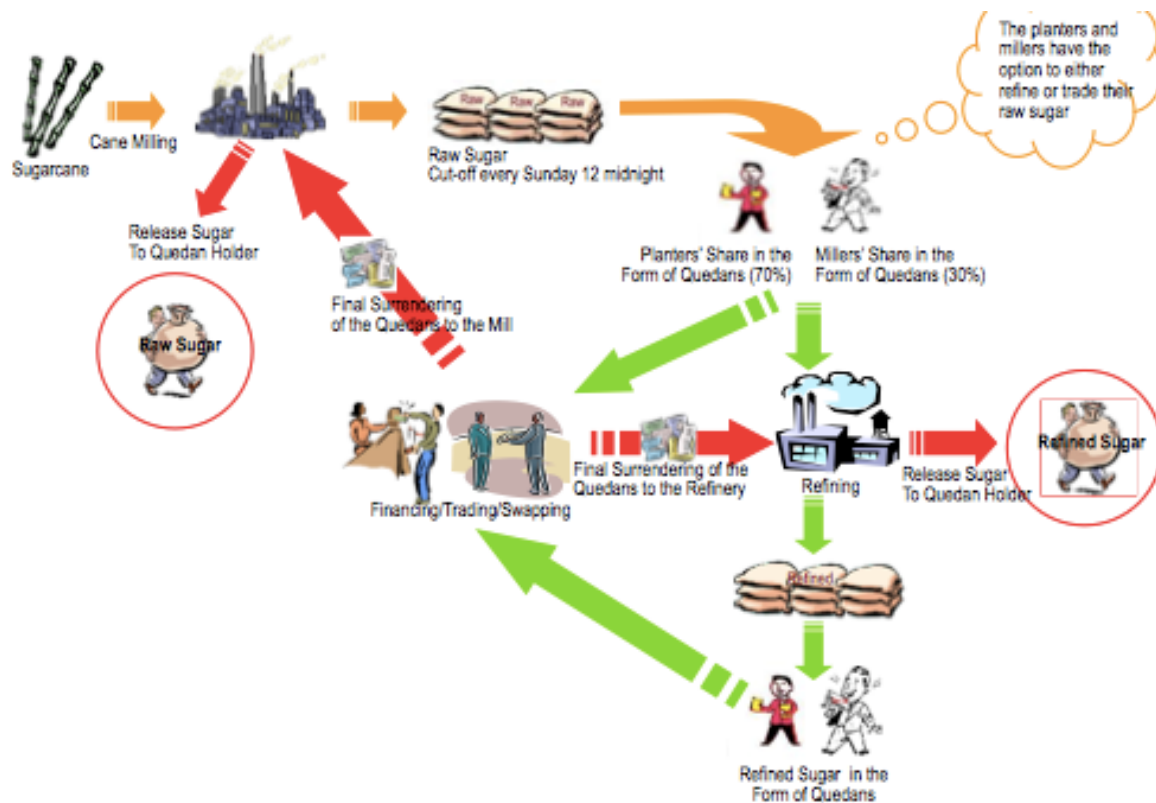 The planters and
millers have the
option to either
refine or trade their
raw sugar
Sugarcane
Cane Milling
Raw Raw Raw
Raw Sugar
Cut-off every Sunday 12 midnight
Release Sugar
To Quedan Holder
Raw Sugar
Final Surrendering
of the Quedans to the Mill
Planters' Share in the
Form of Quedans (70%)
Millers' Share in the
Form of Quedans (30%)
Financing/Trading/Swapping
Final Surrendering of the
Quedans to the Refinery
Refining
Release Sugar
To Quedan Holder
Refined Sugar
Refined
Refined Sugar in the
Form of Quedans